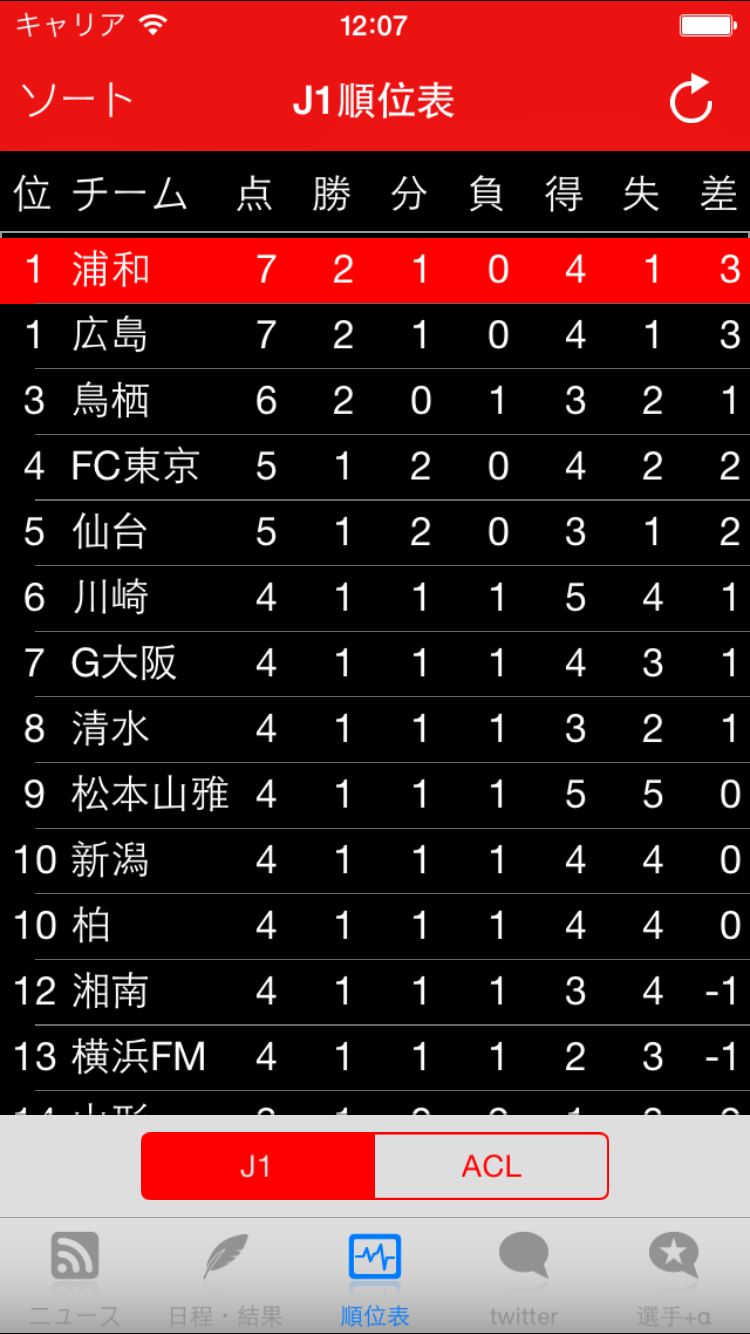 キャリア 12:07
ソート J1順位表
位 チーム 点 勝 分 負 得 失 差
1 浦和 7 2 1 0 4 1 3
1 広島 7 2 1 0 4 1 3
3 鳥栖 6 2 0 1 3 2 1
4 FC東京 5 1 2 0 4 2 2
5 仙台 5 1 2 0 3 1 2
6 川崎 4 1 1 1 5 4 1
7 G大阪 4 1 1 1 4 3 1
8 清水 4 1 1 1 3 2 1
9 松本山雅 4 1 1 1 5 5 0
10 新潟 4 1 1 1 4 4 0
10 柏 4 1 1 1 4 4 0
12 湘南 4 1 1 1 3 4 -1
13 横浜FM 4 1 1 1 2 3 -1
J1 ACL
ニュース 日程・結果 順位表 twitter 選手+α